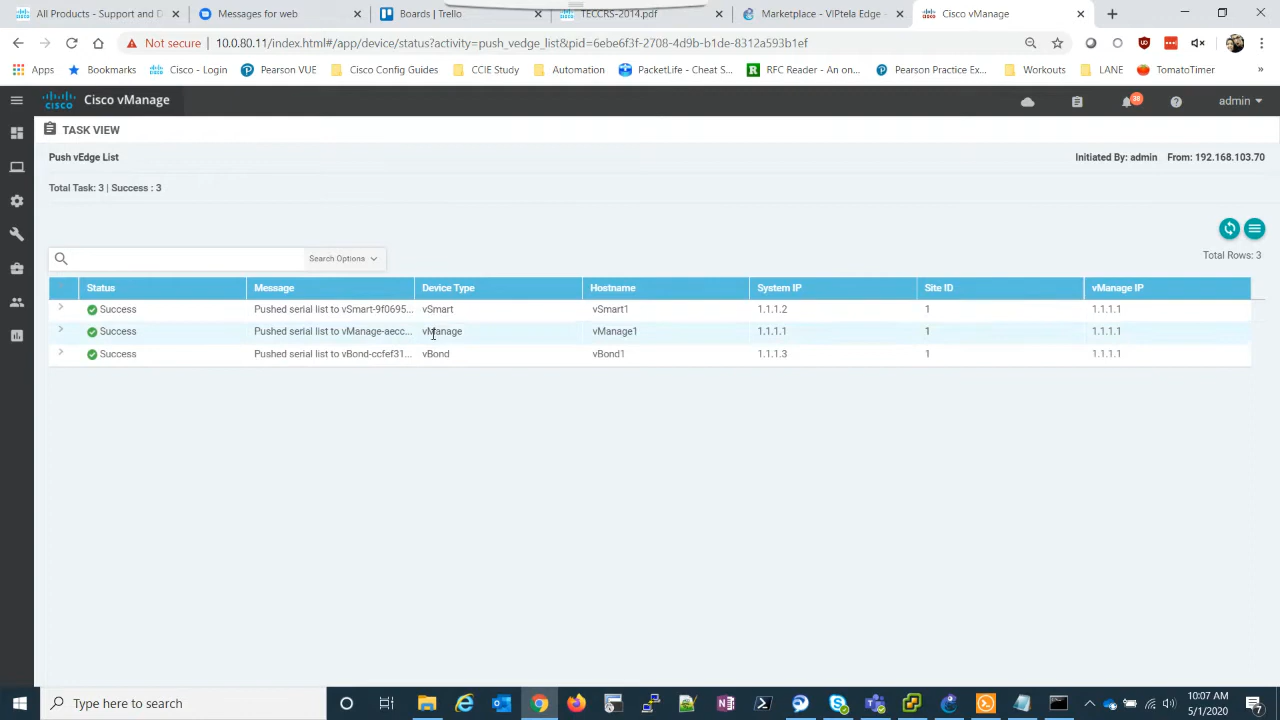 All Products - Support D
Messages for web
Boards | Trello
TECCRS-2014.pdf
Marketplace - VIPtela Edge -
Cisco vManage
Not secure | 10.0.80.11/index.html#/app/device/status?activity=push_vedge_list&pid=6ebe6f3f-2708-4d9b-b1de-8312a593b1ef
Apps
Bookmarks
Cisco - Login
Pearson VUE
Cisco Config Guides
CCIE Study
Automation
PacketLife - Cheat S...
RFC Reader - An on...
Pearson Practice Ex...
Workouts
LANE
TomatoTimer
»
CISCO Cisco vManage
38
admin
TASK VIEW
Push vEdge List
Initiated By: admin From: 192.168.103.70
Total Task: 3 | Success : 3
Search Options
Total Rows: 3
Status Message Device Type Hostname System IP Site ID vManage IP
Success Pushed serial list to vSmart-9f0695... vSmart vSmart1 1.1.1.2 1 1.1.1.1
Success Pushed serial list to vManage-aecc... vManage vManage1 1.1.1.1 1 1.1.1.1
Success Pushed serial list to vBond-ccfef31... vBond vBond1 1.1.1.3 1 1.1.1.1
Type here to search
10:07 AM
5/1/2020